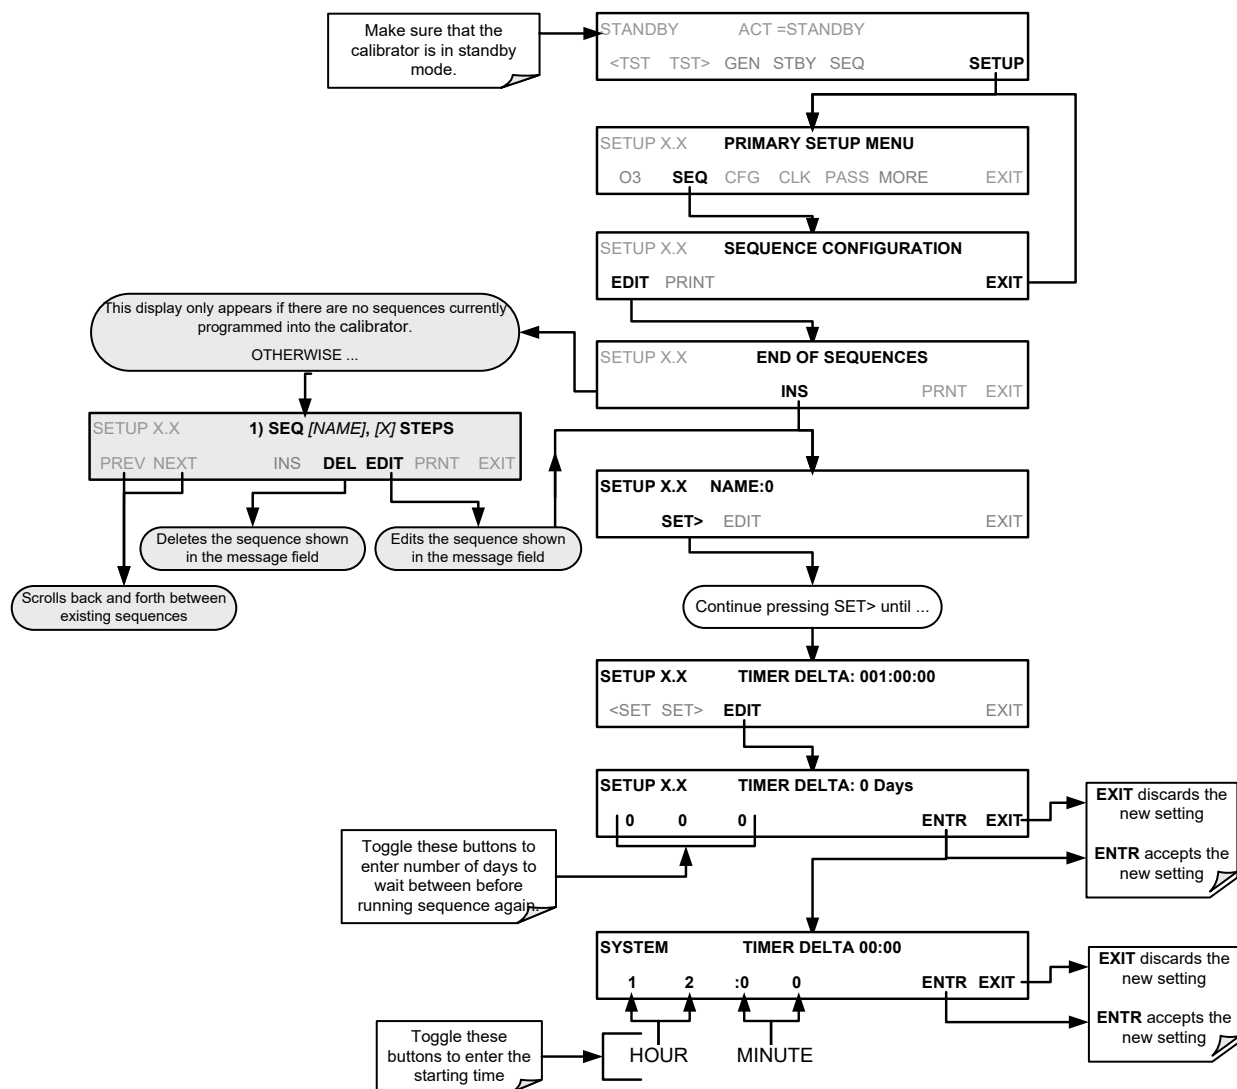 Make sure that the
calibrator is in standby
mode.
STANDBY ACT =STANDBY
<TST TST> GEN STBY SEQ SETUP
SETUP X.X PRIMARY SETUP MENU
O3 SEQ CFG CLK PASS MORE EXIT
SETUP X.X SEQUENCE CONFIGURATION
EDIT PRINT EXIT
This display only appears if there are no sequences currently
programmed into the calibrator.
OTHERWISE ...
SETUP X.X END OF SEQUENCES
INS PRNT EXIT
SETUP X.X 1) SEQ [NAME], [X] STEPS
PREV NEXT INS DEL EDIT PRNT EXIT
Deletes the sequence shown
in the message field
Edits the sequence shown
in the message field
Scrolls back and forth between
existing sequences
SETUP X.X NAME:0
SET> EDIT EXIT
Continue pressing SET> until ...
SETUP X.X TIMER DELTA: 001:00:00
<SET SET> EDIT EXIT
SETUP X.X TIMER DELTA: 0 Days
0 0 0 ENTR EXIT
EXIT discards the
new setting
ENTR accepts the
new setting
Toggle these buttons to
enter number of days to
wait between before
running sequence again.
SYSTEM TIMER DELTA 00:00
1 2 :0 0 ENTR EXIT
EXIT discards the
new setting
ENTR accepts the
new setting
Toggle these
buttons to enter the
starting time
HOUR MINUTE